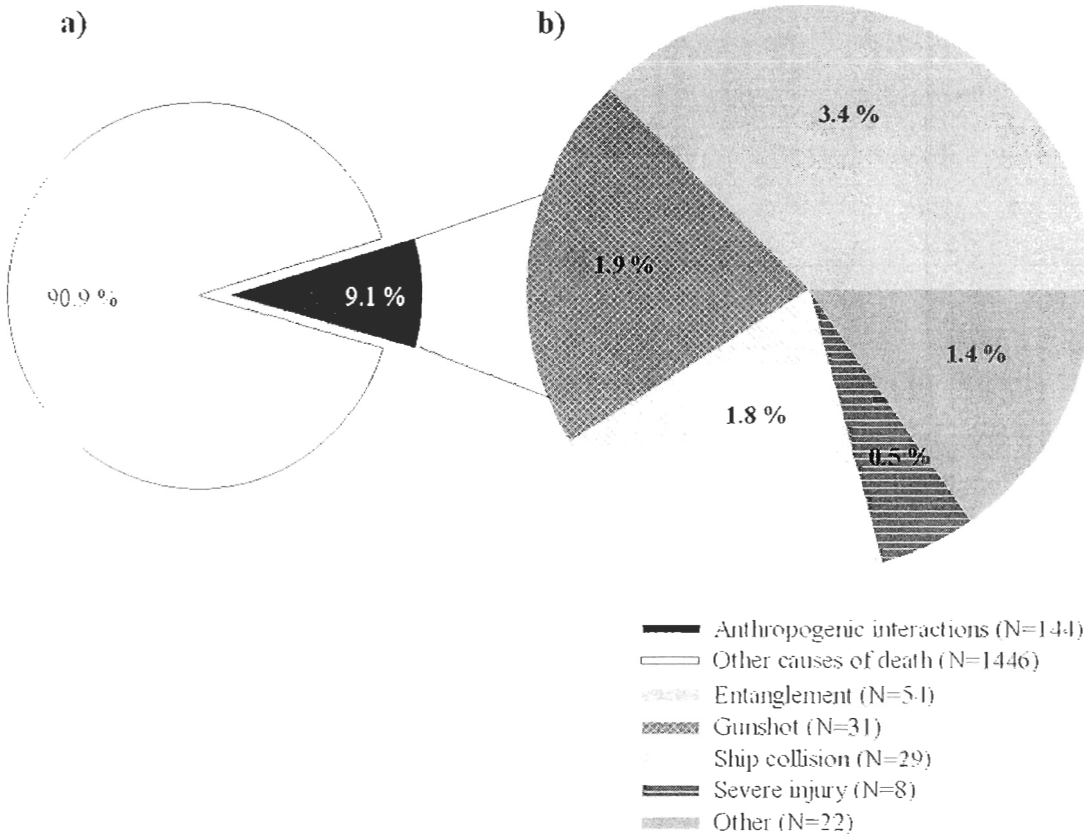 a)
b)
90.9 %
9.1 %
3.4 %
1.9 %
1.4 %
1.8 %
0.5 %
Anthropogenic interactions (N=144)
Other causes of death (N=1446)
Entanglement (N=54)
Gunshot (N=31)
Ship collision (N=29)
Severe injury (N=8)
Other (N=22)